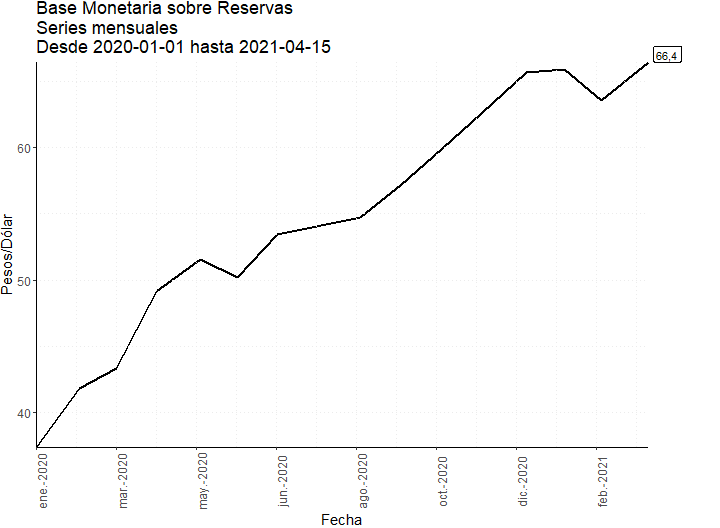 Base Monetaria sobre Reservas
Series mensuales
Desde 2020-01-01 hasta 2021-04-15
66,4
60
50
40
Pesos/Dólar
ene.-2020
mar.-2020
may.-2020
jun.-2020
ago.-2020
oct.-2020
dic.-2020
feb.-2021
Fecha